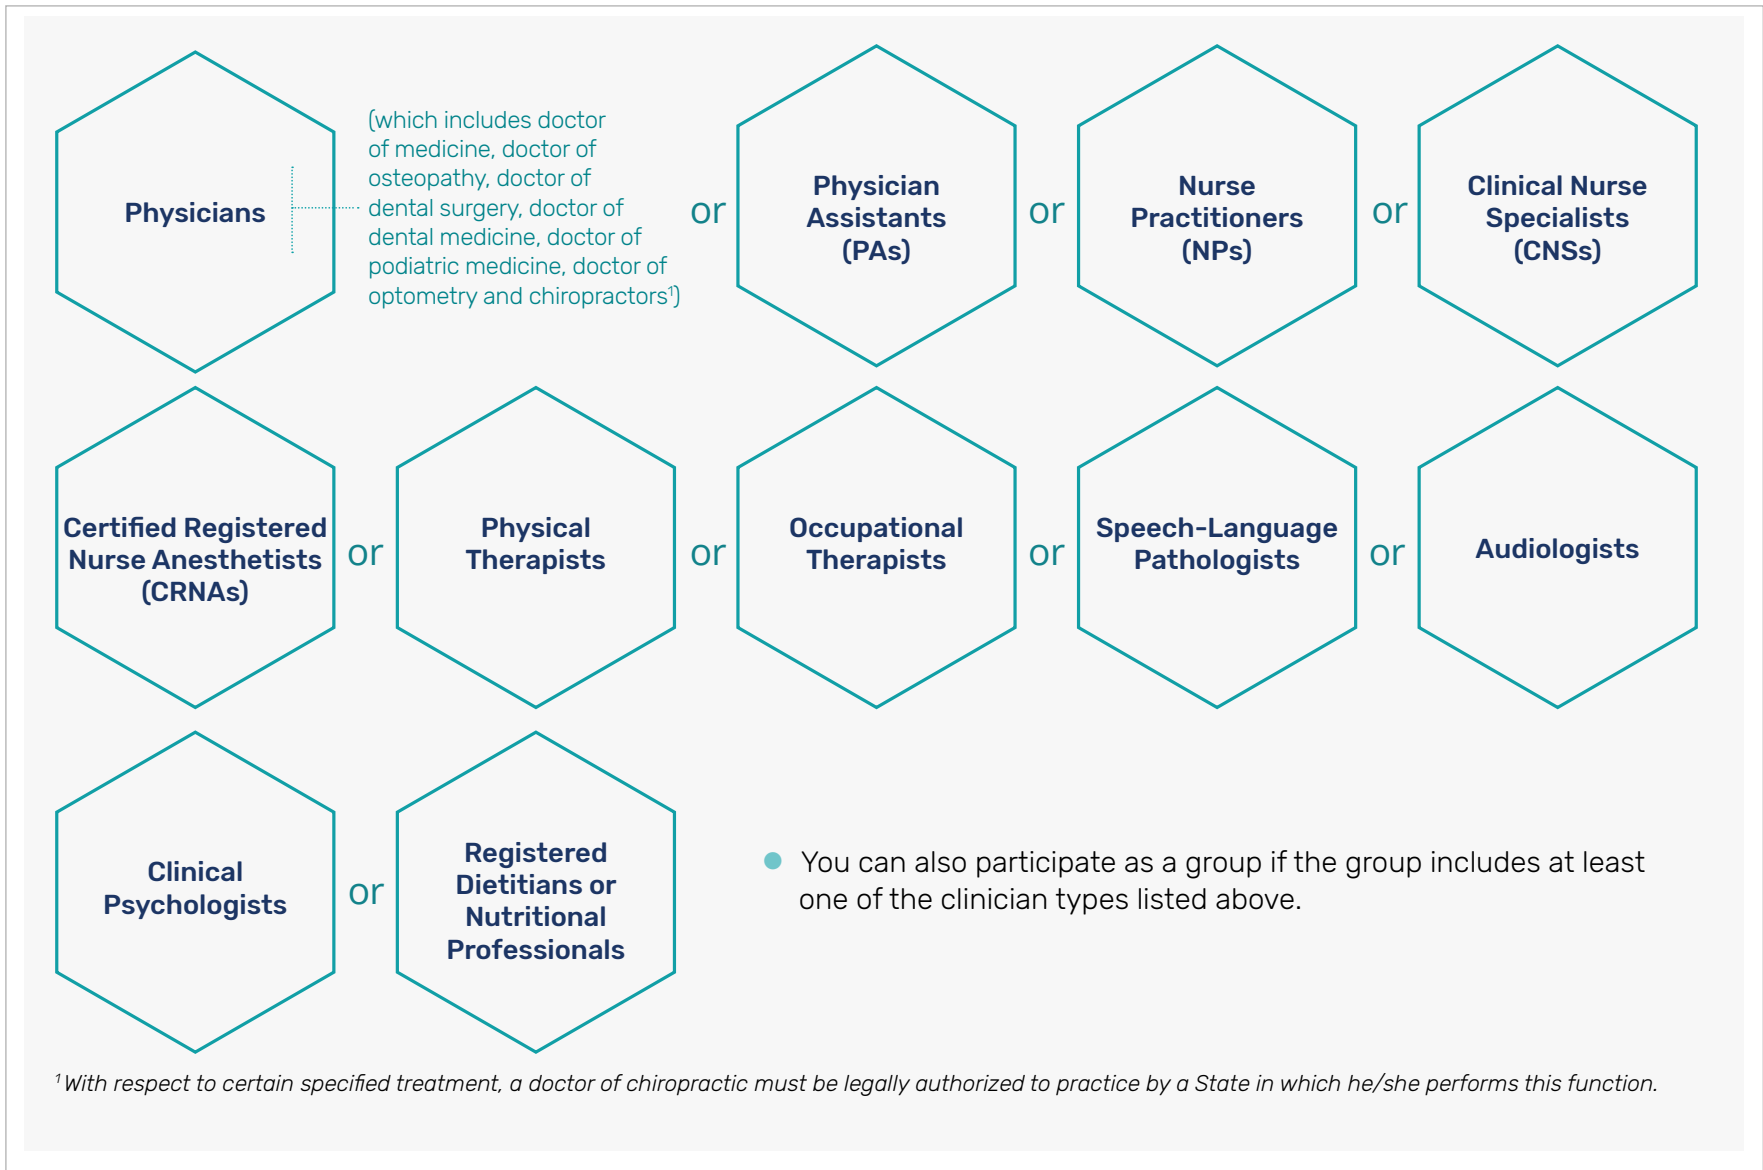 Physicians
(which includes doctor
of medicine, doctor of
osteopathy, doctor of
dental surgery, doctor of
dental medicine, doctor of
podiatric medicine, doctor of
optometry and chiropractors¹)
or
Physician
Assistants
(PAs)
or
Nurse
Practitioners
(NPs)
or
Clinical Nurse
Specialists
(CNSs)
Certified Registered
Nurse Anesthetists
(CRNAs)
or
Physical
Therapists
or
Occupational
Therapists
or
Speech-Language
Pathologists
or
Audiologists
Clinical
Psychologists
or
Registered
Dietitians or
Nutritional
Professionals
You can also participate as a group if the group includes at least
one of the clinician types listed above.
¹With respect to certain specified treatment, a doctor of chiropractic must be legally authorized to practice by a State in which he/she performs this function.